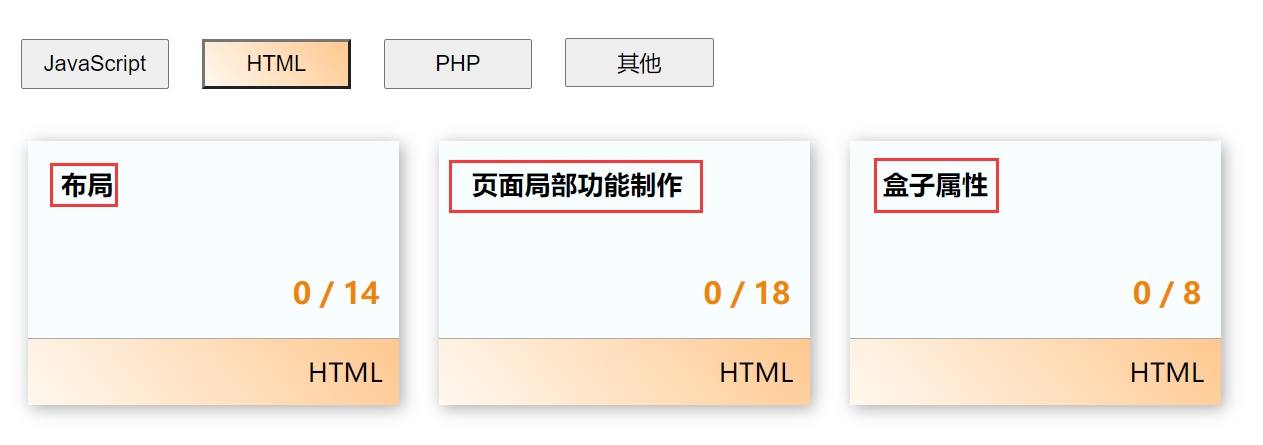 JavaScript
HTML
PHP
其他
布局
页面局部功能制作
盒子属性
0 / 14
0 / 18
0 / 8
HTML
HTML
HTML